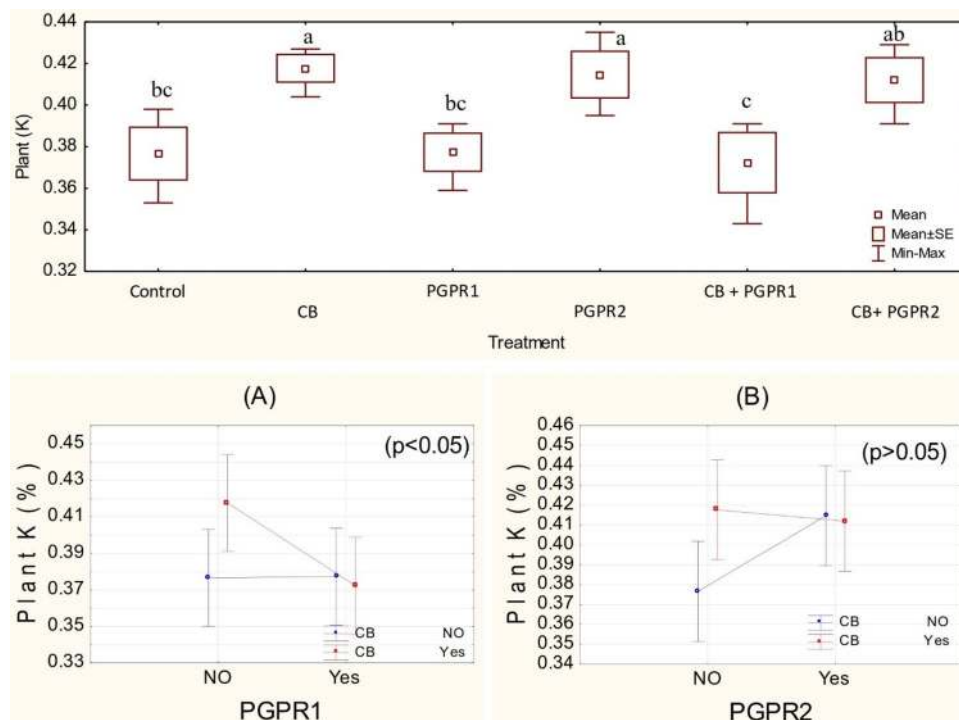 Plant (K)
0.44
0.42
0.40
0.38
0.36
0.34
0.32
bc
a
bc
a
c
ab
Mean
Mean±SE
Min-Max
Control
CB
PGPR1
PGPR2
CB + PGPR1
CB+ PGPR2
Treatment
(A)
(p<0.05)
Plant K (%)
0.45
0.43
0.41
0.39
0.37
0.35
0.33
CB NO
CB Yes
NO Yes
PGPR1
(B)
(p>0.05)
Plant K (%)
0.46
0.45
0.44
0.43
0.42
0.41
0.40
0.39
0.38
0.37
0.36
0.35
0.34
CB NO
CB Yes
NO Yes
PGPR2